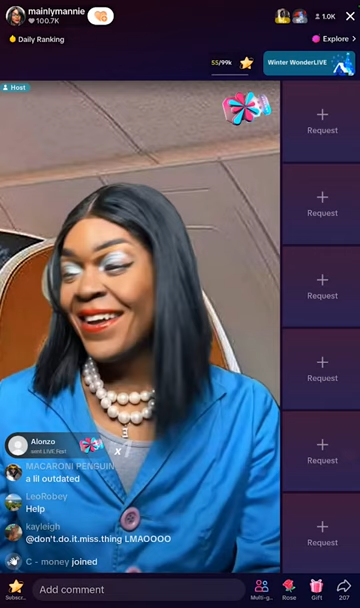 mainlymannie
100.7K
1.0K
Daily Ranking
Explore
55/99k
Winter WonderLIVE
Host
Request
Request
Request
Request
Request
Request
Alonzo
sent LIVE
x
MACARONI PENGUIN
a lil outdated
LeoRobey
Help
kayleigh
@don't.do.it.miss.thing LMAOOOO
C - money joined
Subscr...
Add comment
Multi-g...
Rose
Gift
207